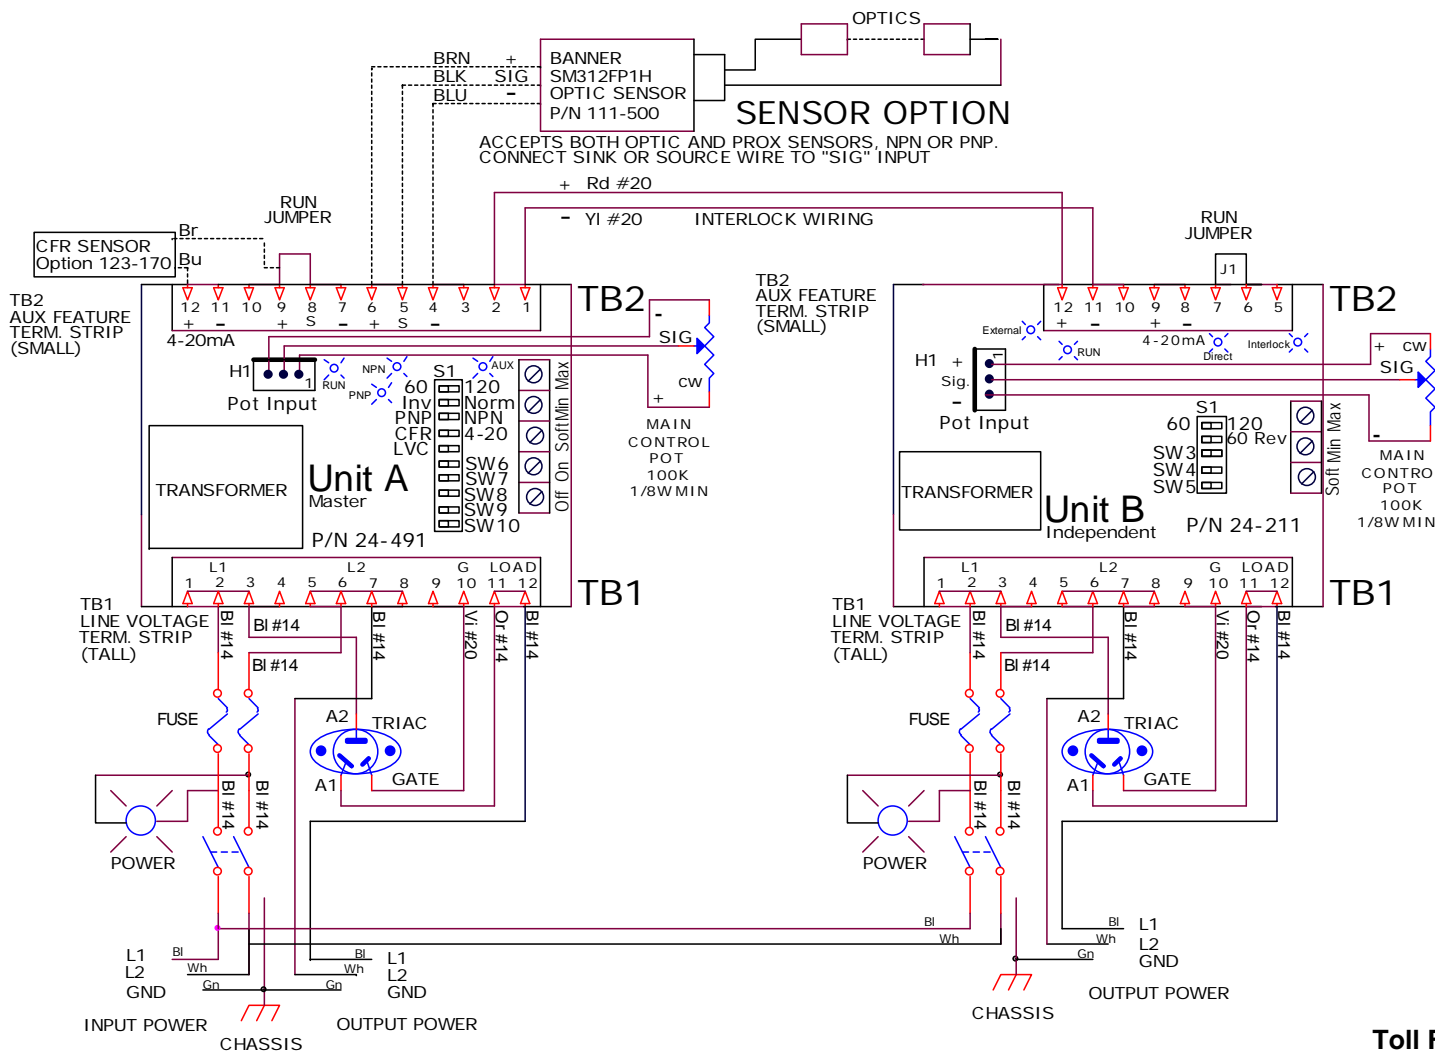 OPTICS
BRN +
BLK SIG
BLU -
BANNER
SM312FP1H
OPTIC SENSOR
P/N 111-500
SENSOR OPTION
ACCEPTS BOTH OPTIC AND PROX SENSORS, NPN OR PNP.
CONNECT SINK OR SOURCE WIRE TO "SIG" INPUT
+ Rd #20
- Yl #20 INTERLOCK WIRING
RUN
JUMPER
CFR SENSOR
Option 123-170
Br
Bu
TB2
AUX FEATURE
TERM. STRIP
(SMALL)
12 11 10 9 8 7 6 5 4 3 2 1
+ - + S - + S -
4-20mA
TB2
H1
1
Pot Input
RUN
NPN
PNP
AUX
S1
60 120
Inv Norm
PNP NPN
CFR 4-20
LVC
SW6
SW7
SW8
SW9
SW10
Off On Soft Min Max
-
SIG
CW
+
MAIN
CONTROL
POT
100K
1/8W MIN
TRANSFORMER
Unit A
Master
P/N 24-491
L1 L2 G LOAD
1 2 3 4 5 6 7 8 9 10 11 12
TB1
TB1
LINE VOLTAGE
TERM. STRIP
(TALL)
Bl #14
Bl #14
Bl #14
Bl #14
Vi #20
Or #14
Bl #14
FUSE
A2
TRIAC
A1
GATE
Bl #14
Bl #14
POWER
L1 Bl
L2 Wh
GND Gn
INPUT POWER
CHASSIS
Bl L1
Wh L2
Gn GND
OUTPUT POWER
RUN
JUMPER
J1
TB2
AUX FEATURE
TERM. STRIP
(SMALL)
12 11 10 9 8 7 6 5
+ - + -
4-20mA
TB2
External
RUN
Direct
Interlock
H1 +
Sig.
-
1
Pot Input
S1
60 120
60 Rev
SW3
SW4
SW5
Soft Min Max
+ CW
SIG
-
MAIN
CONTRO
POT
100K
1/8W MIN
TRANSFORMER
Unit B
Independent
P/N 24-211
L1 L2 G LOAD
1 2 3 4 5 6 7 8 9 10 11 12
TB1
TB1
LINE VOLTAGE
TERM. STRIP
(TALL)
Bl #14
Bl #14
Bl #14
Bl #14
Vi #20
Or #14
Bl #14
FUSE
A2
TRIAC
A1
GATE
Bl #14
Bl #14
POWER
Bl
Wh
CHASSIS
Bl L1
Wh L2
Gn GND
OUTPUT POWER
Toll